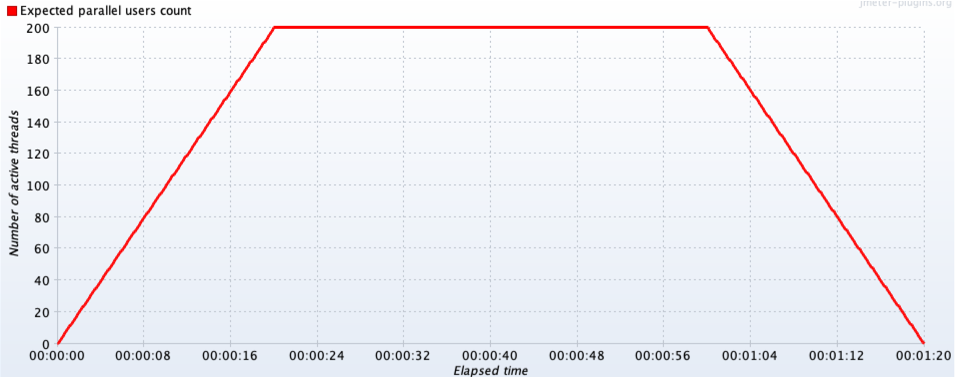 Expected parallel users count
jmeter-plugins.org
200
180
160
140
120
100
80
60
40
20
0
Number of active threads
00:00:00 00:00:08 00:00:16 00:00:24 00:00:32 00:00:40 00:00:48 00:00:56 00:01:04 00:01:12 00:01:20
Elapsed time